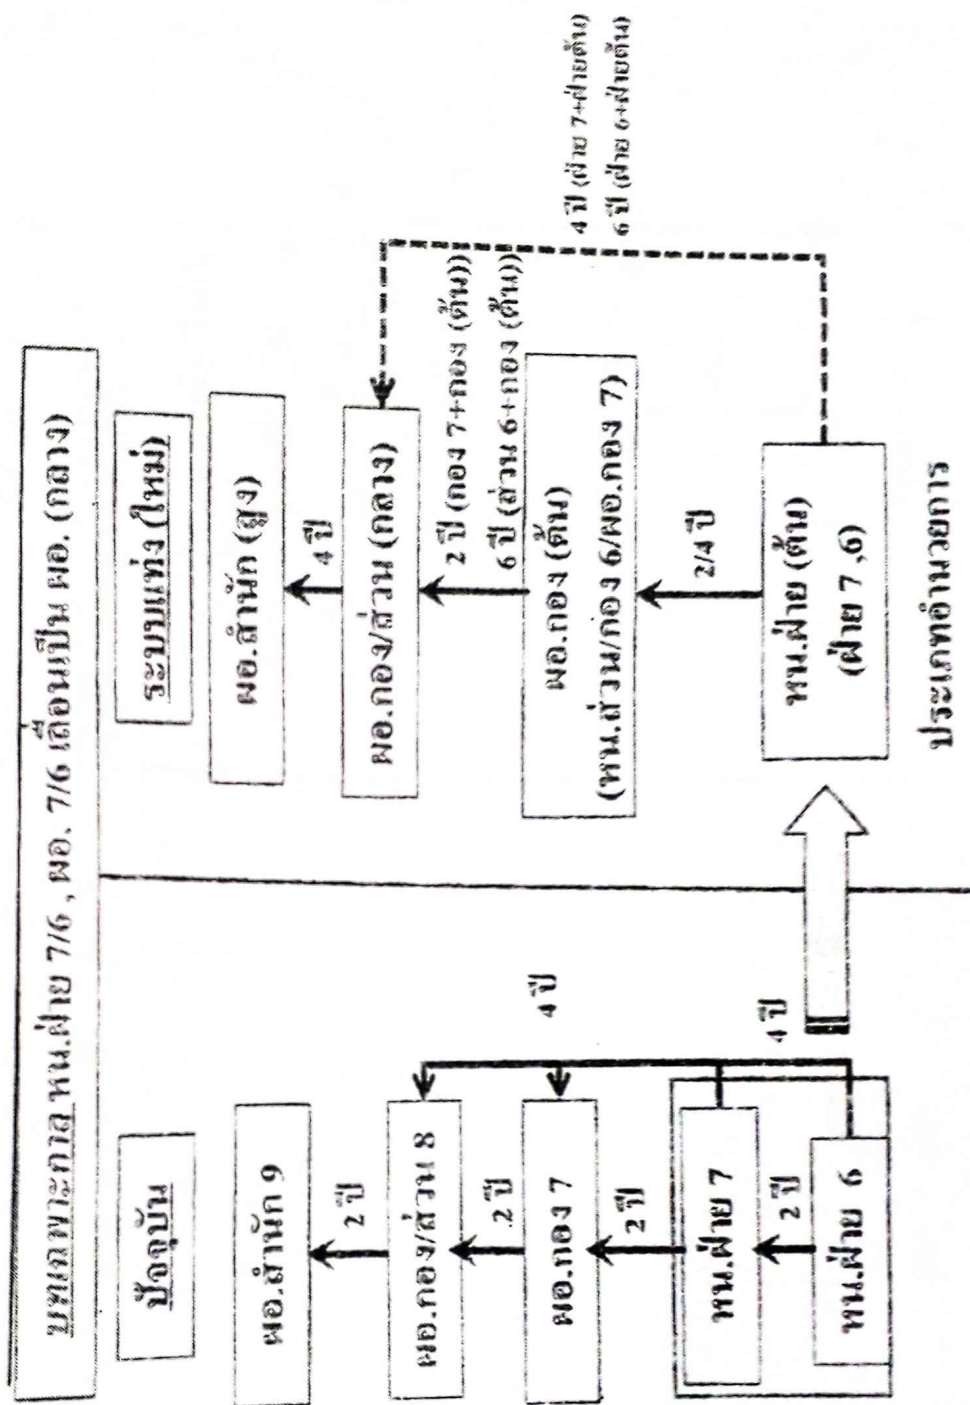 บทเฉพาะกาล หน.ฝ่าย 7/6 , ผอ. 7/6 เลื่อนเป็น ผอ. (กลาง)
ปัจจุบัน
ผอ.สำนัก 9
2 ปี
ผอ.กอง/ส่วน 8
.2 ปี
ผอ.กอง 7
2 ปี
หน.ฝ่าย 7
2 ปี
หน.ฝ่าย 6
4 ปี
4 ปี
ระบบแท่ง (ใหม่)
ผอ.สำนัก (สูง)
4 ปี
ผอ.กอง/ส่วน (กลาง)
2 ปี (กอง 7+กอง (ต้น))
6 ปี (ส่วน 6+กอง (ต้น))
ผอ.กอง (ต้น)
(หน.ส่วน/กอง 6/ผอ.กอง 7)
2/4 ปี
หน.ฝ่าย (ต้น)
(ฝ่าย 7 ,6)
4 ปี (ฝ่าย 7+ฝ่ายต้น)
6 ปี (ฝ่าย 6+ฝ่ายต้น)
ประเภทอำนวยการ